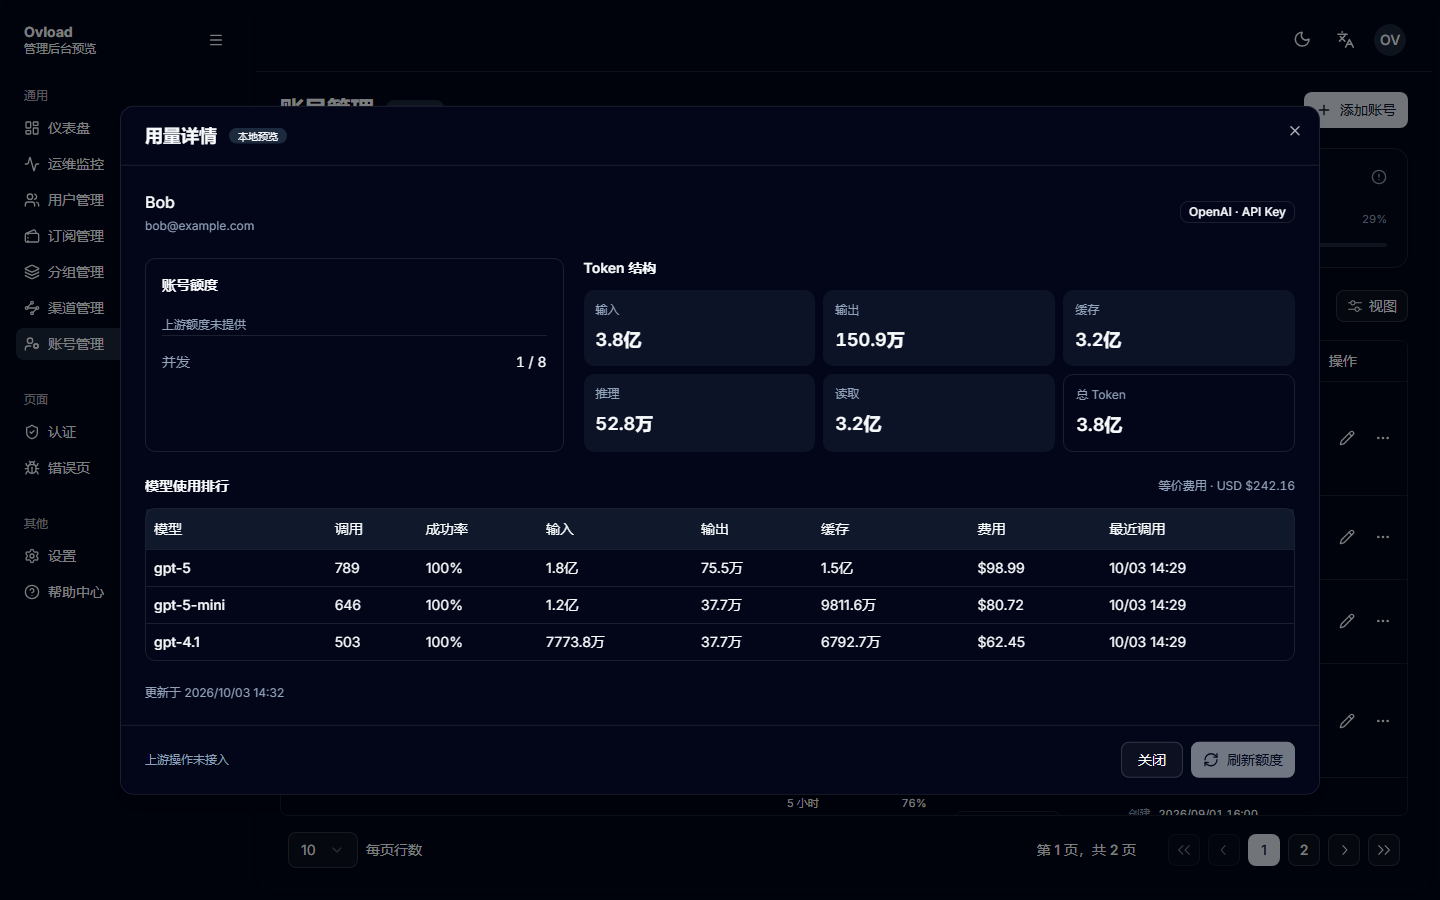 Ovload
管理后台预览
OV
通用
仪表盘
运维监控
用户管理
订阅管理
分组管理
渠道管理
账号管理
页面
认证
错误页
其他
设置
帮助中心
账号管理
添加账号
29%
视图
操作
用量详情
本地预览
Bob
bob@example.com
OpenAI · API Key
账号额度
上游额度未提供
并发
1 / 8
Token 结构
输入
3.8亿
输出
150.9万
缓存
3.2亿
推理
52.8万
读取
3.2亿
总 Token
3.8亿
模型使用排行
等价费用 · USD $242.16
模型 调用 成功率 输入 输出 缓存 费用 最近调用
gpt-5 789 100% 1.8亿 75.5万 1.5亿 $98.99 10/03 14:29
gpt-5-mini 646 100% 1.2亿 37.7万 9811.6万 $80.72 10/03 14:29
gpt-4.1 503 100% 7773.8万 37.7万 6792.7万 $62.45 10/03 14:29
更新于 2026/10/03 14:32
上游操作未接入
关闭
刷新额度
5 小时
76%
创建 2026/09/01 16:00
10
每页行数
第 1 页，共 2 页
1
2